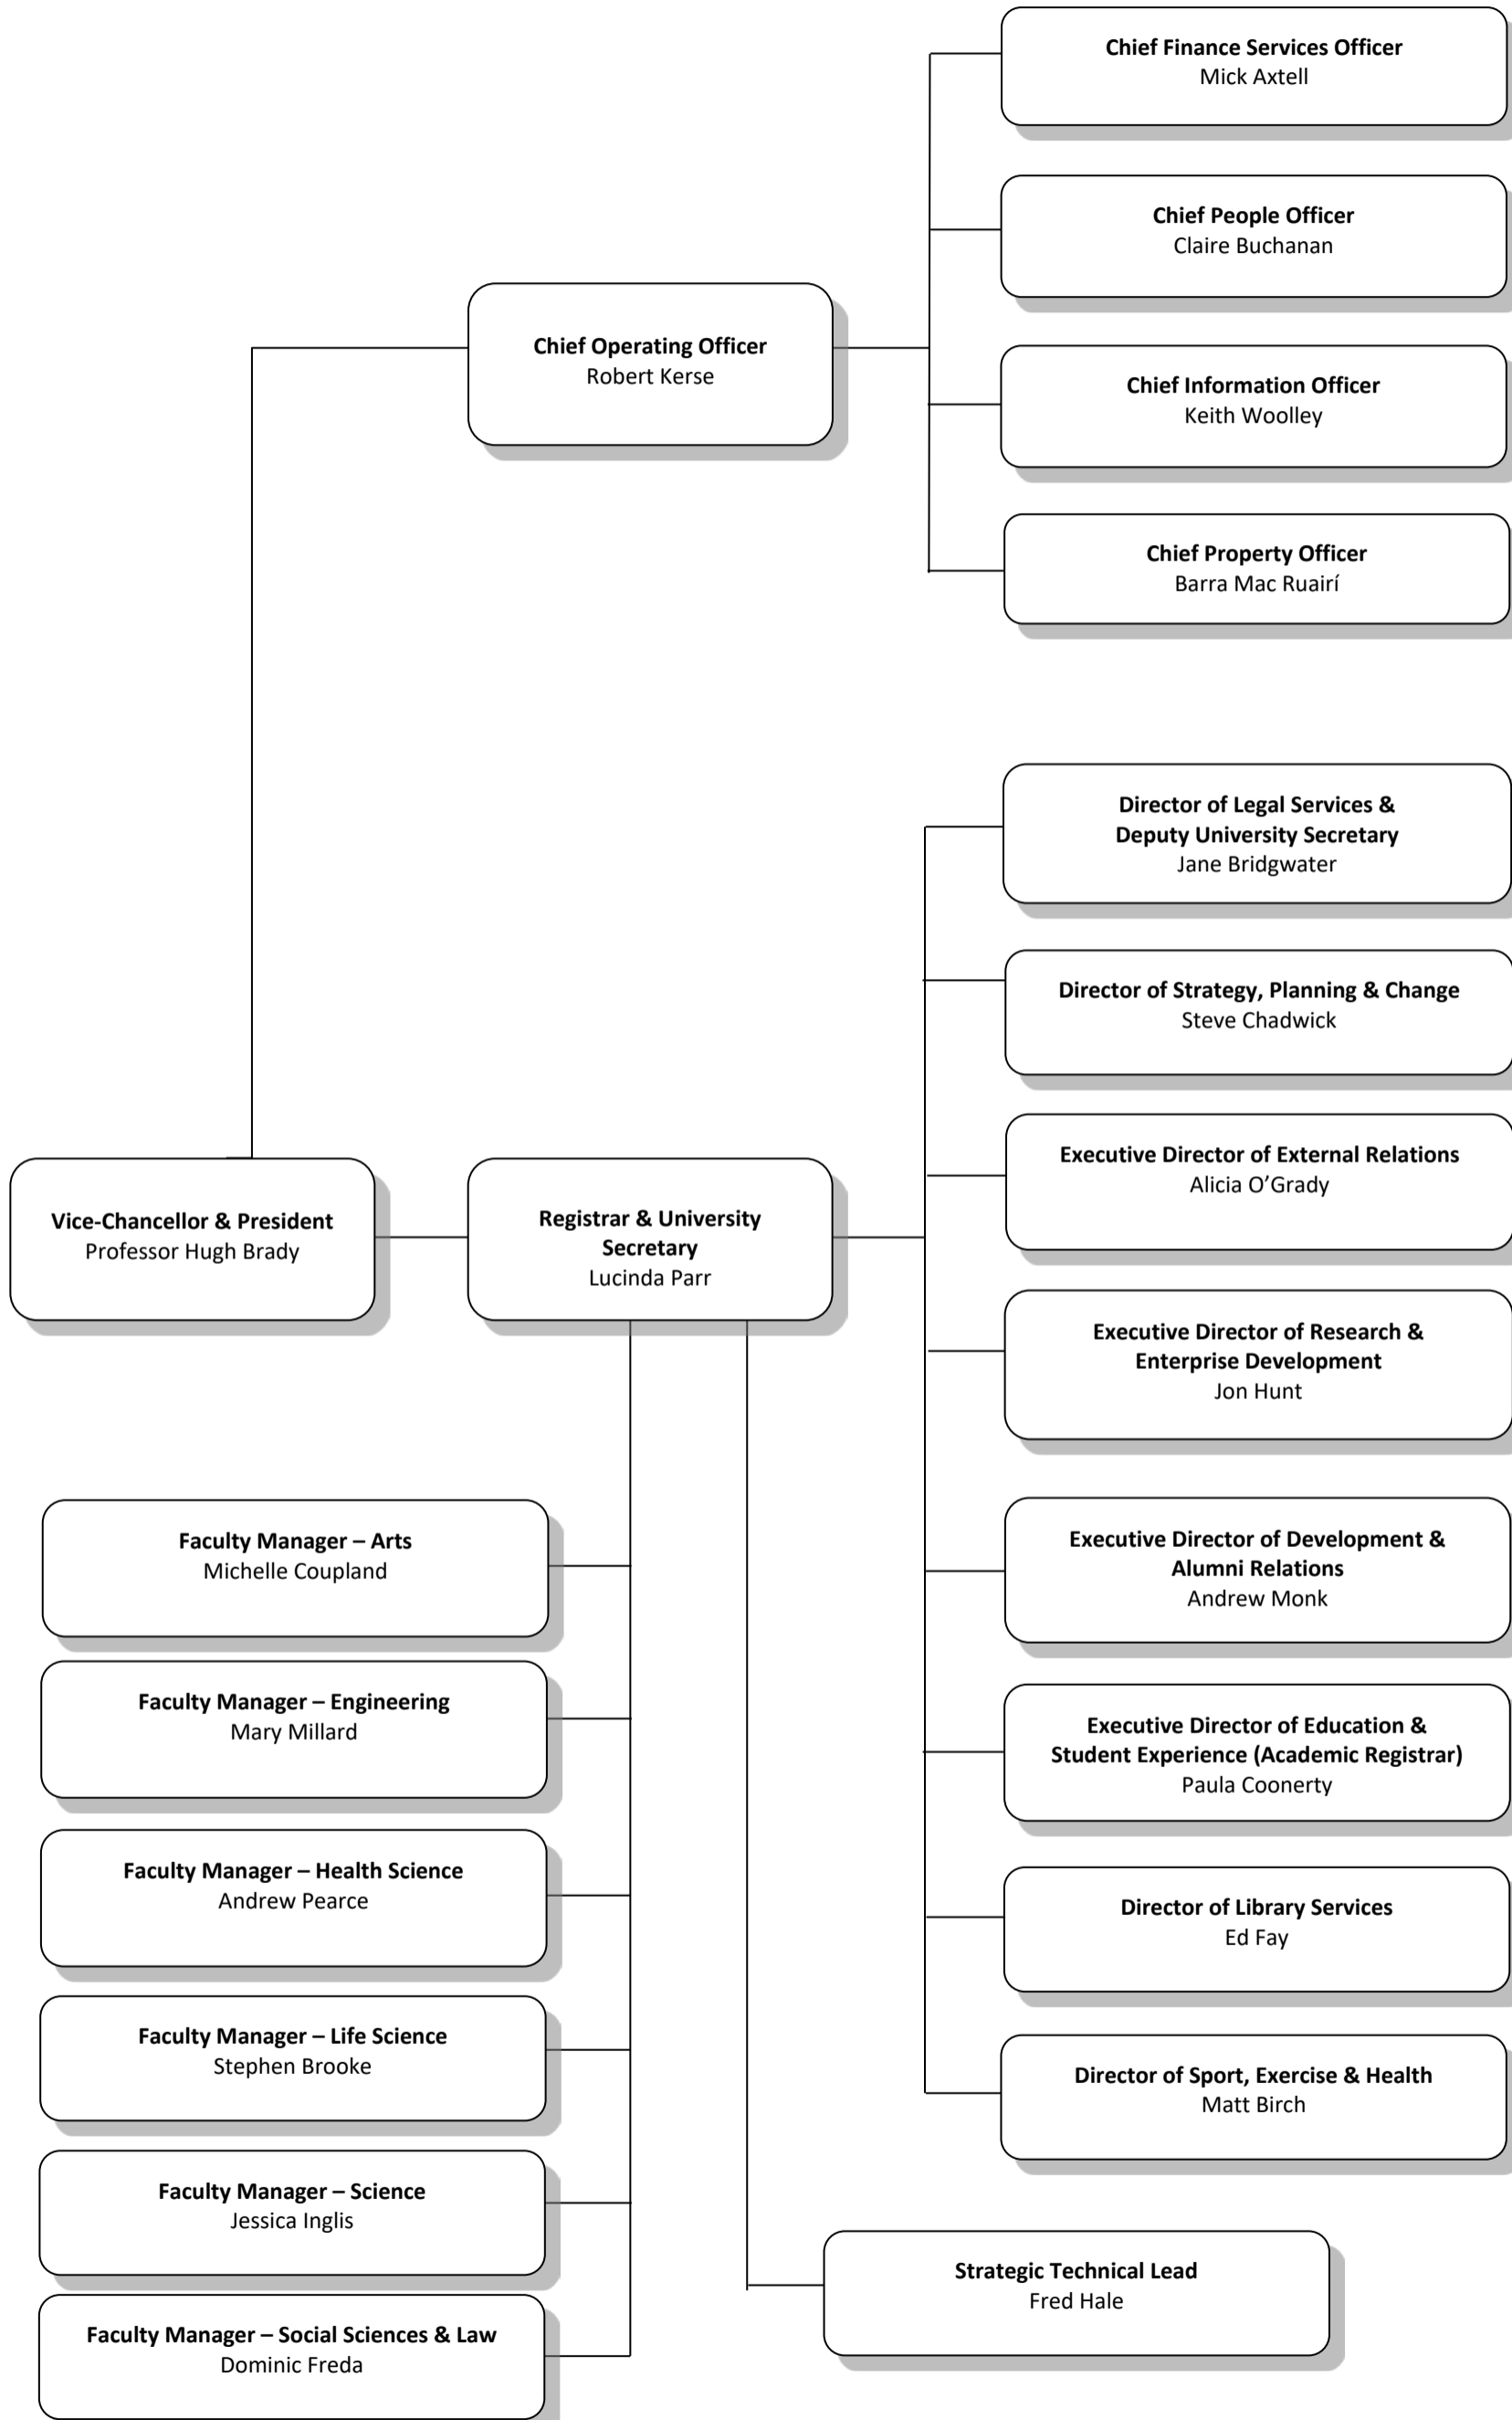 Chief Finance Services Officer
Mick Axtell
Chief People Officer
Claire Buchanan
Chief Operating Officer
Robert Kerse
Chief Information Officer
Keith Woolley
Chief Property Officer
Barra Mac Ruairí
Director of Legal Services &
Deputy University Secretary
Jane Bridgwater
Director of Strategy, Planning & Change
Steve Chadwick
Executive Director of External Relations
Alicia O’Grady
Vice-Chancellor & President
Professor Hugh Brady
Registrar & University
Secretary
Lucinda Parr
Executive Director of Research &
Enterprise Development
Jon Hunt
Executive Director of Development &
Alumni Relations
Andrew Monk
Executive Director of Education &
Student Experience (Academic Registrar)
Paula Coonerty
Director of Library Services
Ed Fay
Director of Sport, Exercise & Health
Matt Birch
Faculty Manager – Arts
Michelle Coupland
Faculty Manager – Engineering
Mary Millard
Faculty Manager – Health Science
Andrew Pearce
Faculty Manager – Life Science
Stephen Brooke
Faculty Manager – Science
Jessica Inglis
Faculty Manager – Social Sciences & Law
Dominic Freda
Strategic Technical Lead
Fred Hale